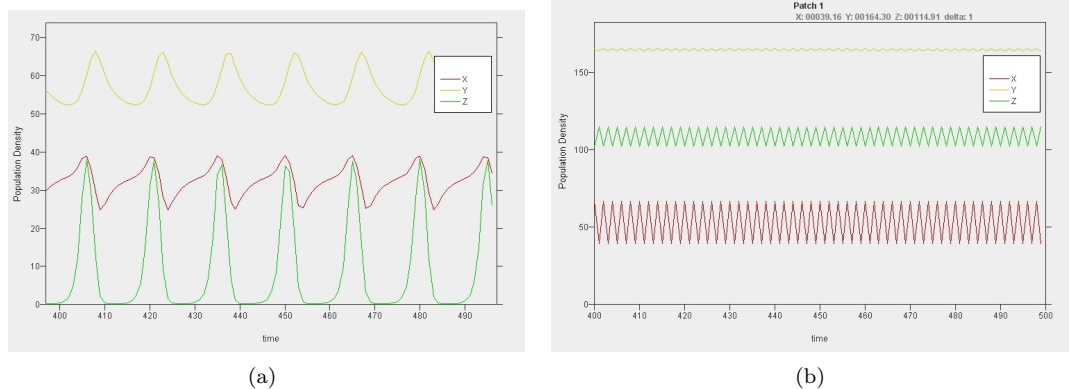 70
60
50
40
30
20
10
0
Population Density
400 410 420 430 440 450 460 470 480 490
time
X
Y
Z
(a)
Patch 1
X: 00039.16 Y: 00164.30 Z: 00114.91 delta: 1
150
100
50
0
Population Density
400 410 420 430 440 450 460 470 480 490 500
time
X
Y
Z
(b)